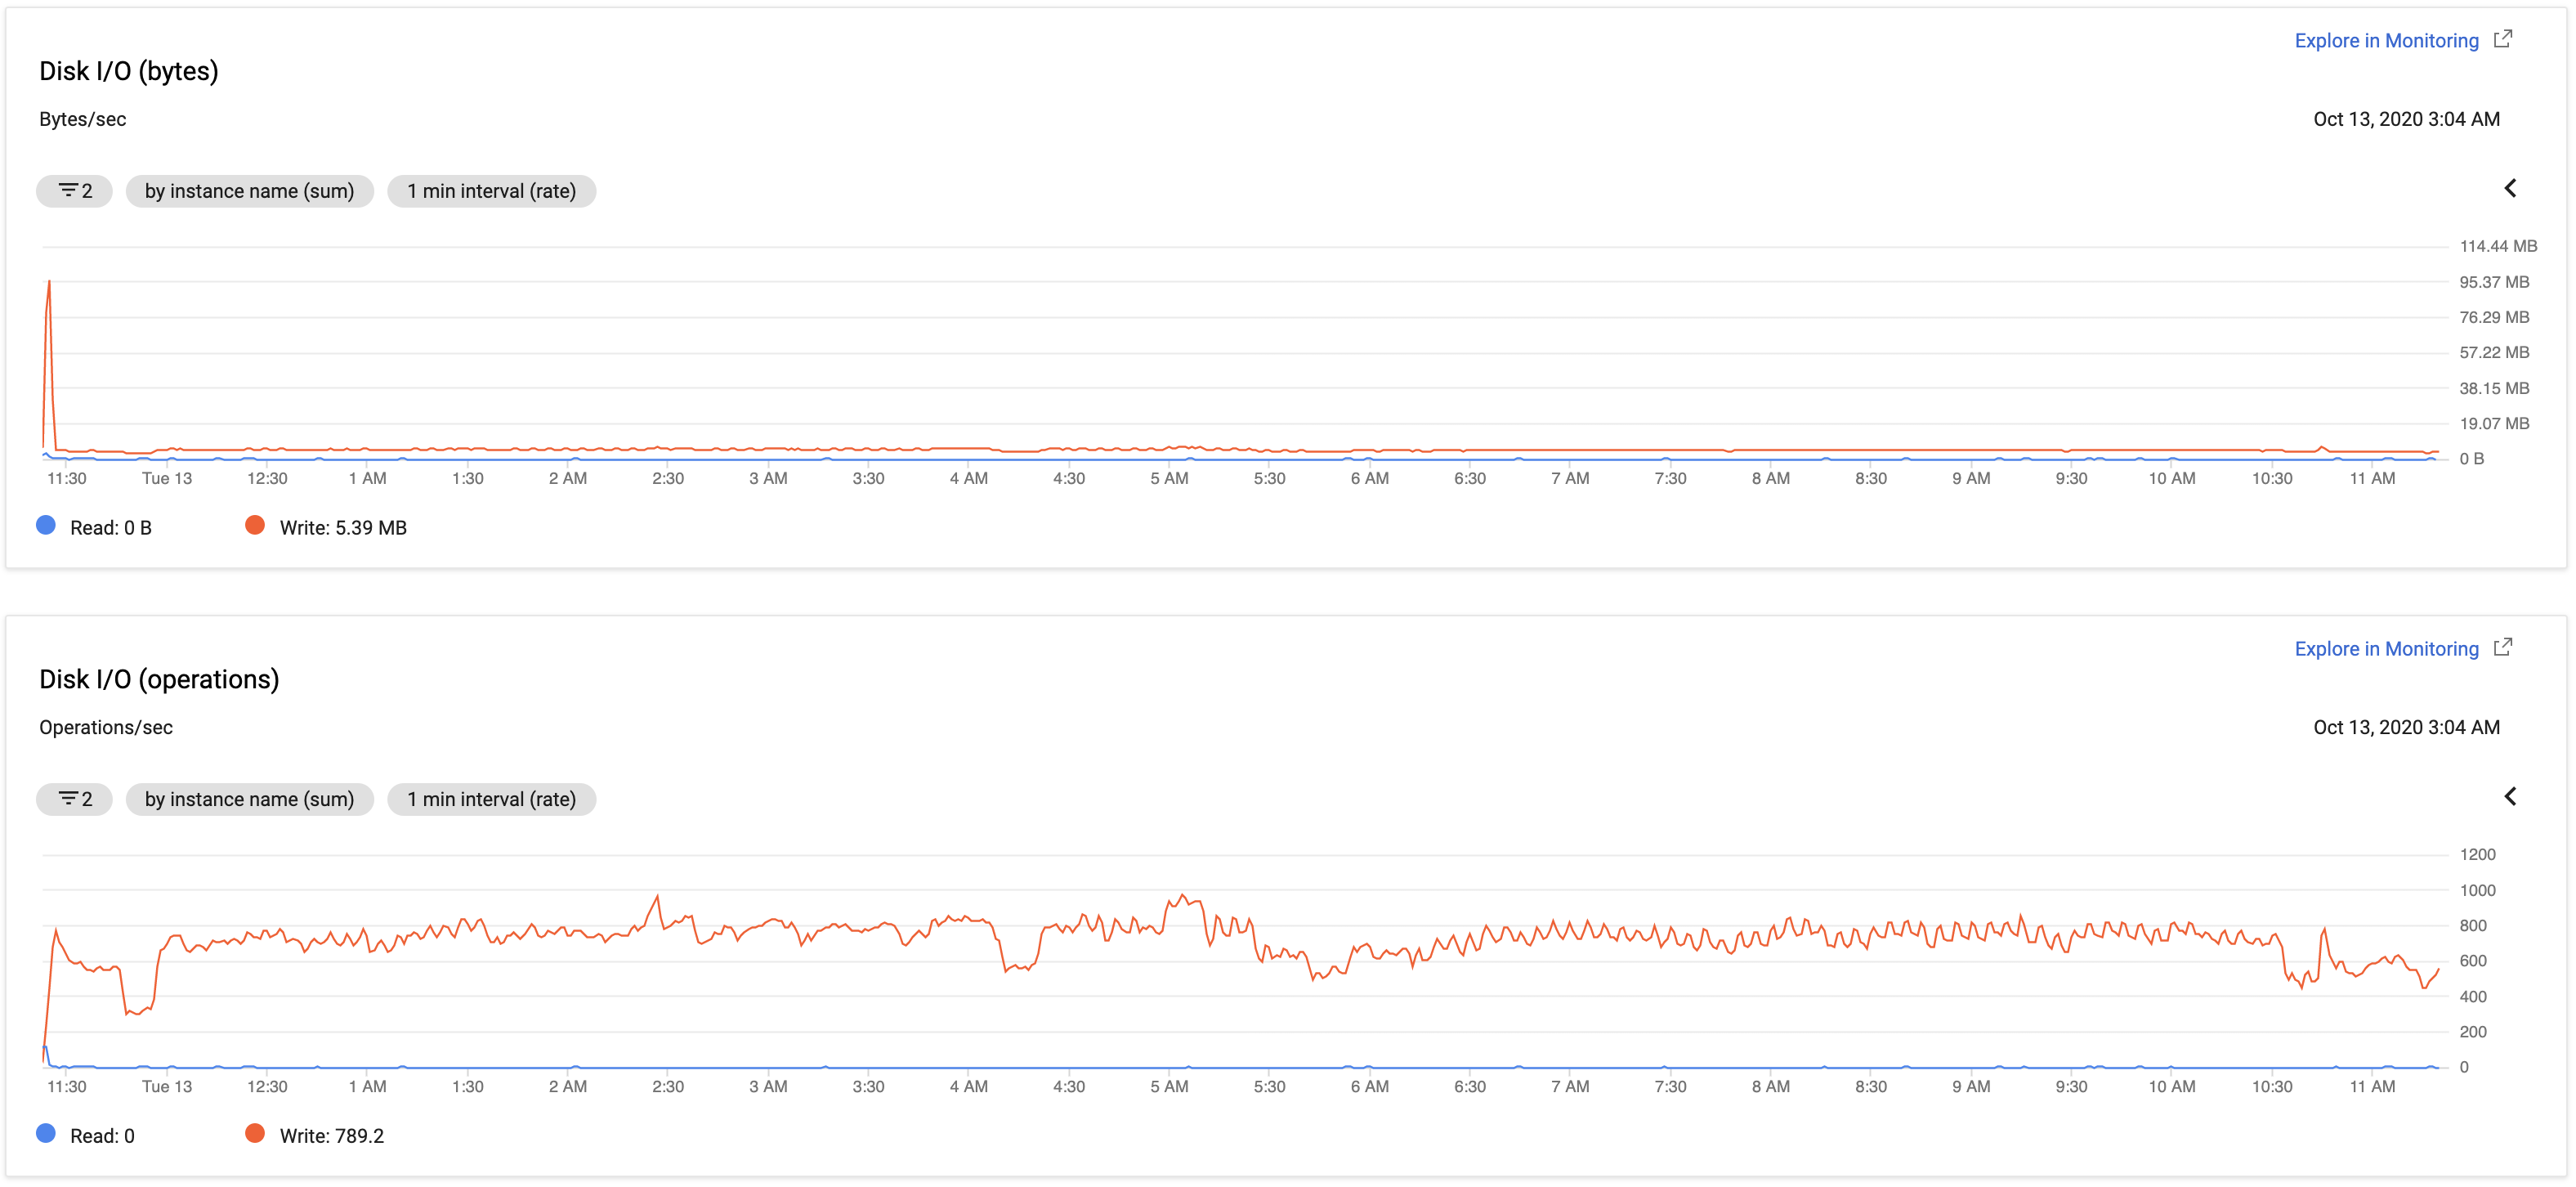 Explore in Monitoring
Disk I/O (bytes)
Bytes/sec
Oct 13, 2020 3:04 AM
2 by instance name (sum) 1 min interval (rate)
114.44 MB
95.37 MB
76.29 MB
57.22 MB
38.15 MB
19.07 MB
0 B
11:30 Tue 13 12:30 1 AM 1:30 2 AM 2:30 3 AM 3:30 4 AM 4:30 5 AM 5:30 6 AM 6:30 7 AM 7:30 8 AM 8:30 9 AM 9:30 10 AM 10:30 11 AM
Read: 0 B Write: 5.39 MB
Explore in Monitoring
Disk I/O (operations)
Operations/sec
Oct 13, 2020 3:04 AM
2 by instance name (sum) 1 min interval (rate)
1200
1000
800
600
400
200
0
11:30 Tue 13 12:30 1 AM 1:30 2 AM 2:30 3 AM 3:30 4 AM 4:30 5 AM 5:30 6 AM 6:30 7 AM 7:30 8 AM 8:30 9 AM 9:30 10 AM 10:30 11 AM
Read: 0 Write: 789.2